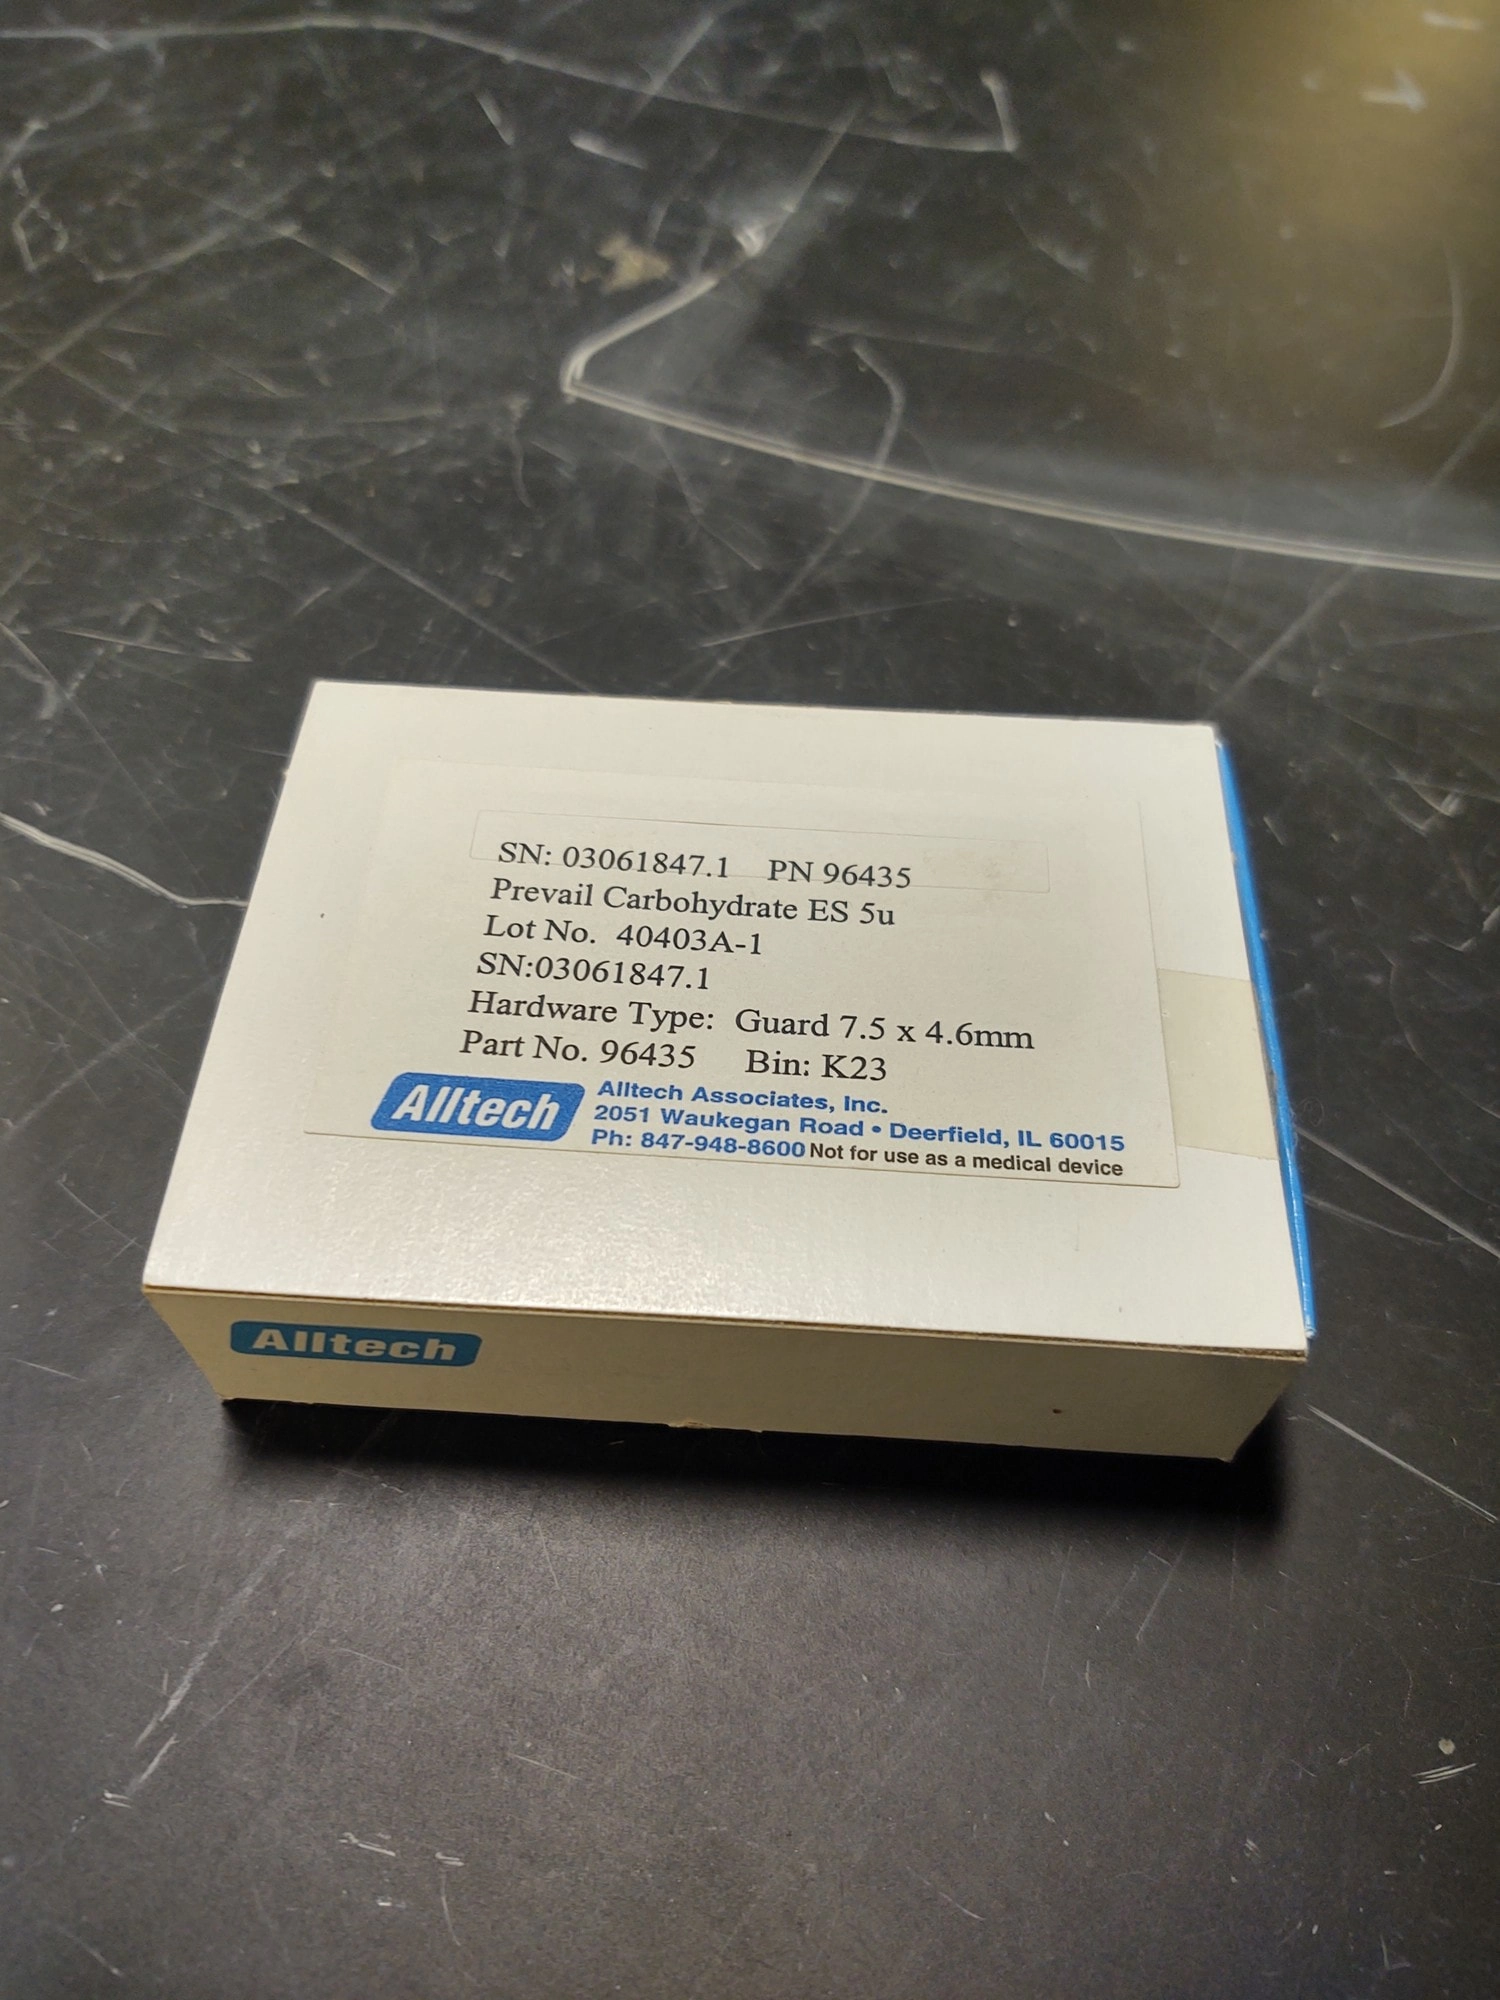 SN: 03061847.1 PN 96435
Prevail Carbohydrate ES 5u
Lot No. 40403A-1
SN:03061847.1
Hardware Type: Guard 7.5 x 4.6mm
Part No. 96435 Bin: K23
Alltech
Alltech Associates, Inc.
2051 Waukegan Road • Deerfield, IL 60015
Ph: 847-948-8600 Not for use as a medical device
Alltech